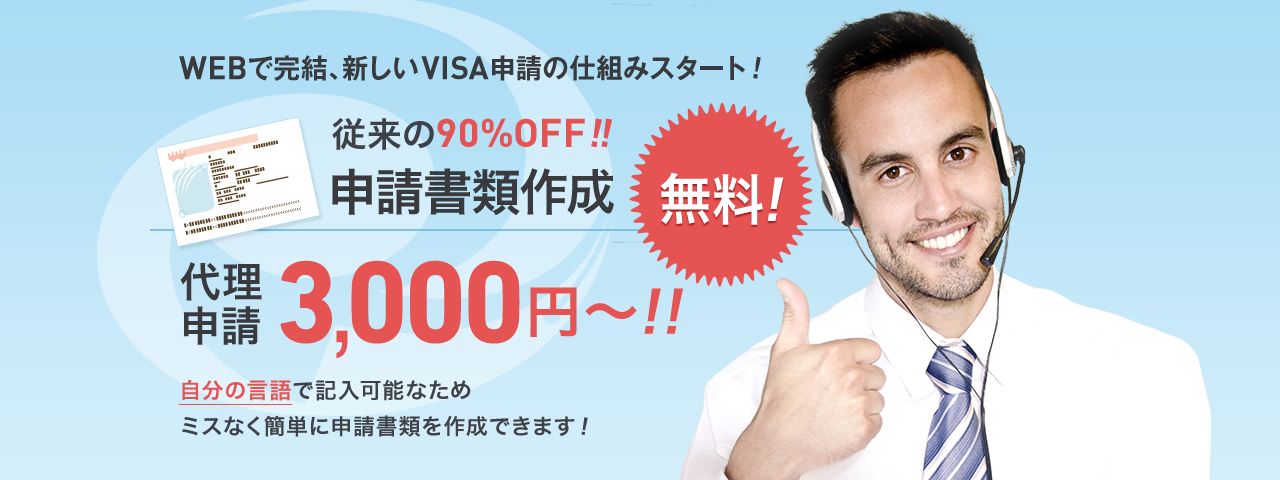 WEBで完結、新しいVISA申請の仕組みスタート！
従来の90%OFF!!
申請書類作成
無料!
代理
申請
3,000円〜!!
自分の言語で記入可能なため
ミスなく簡単に申請書類を作成できます！